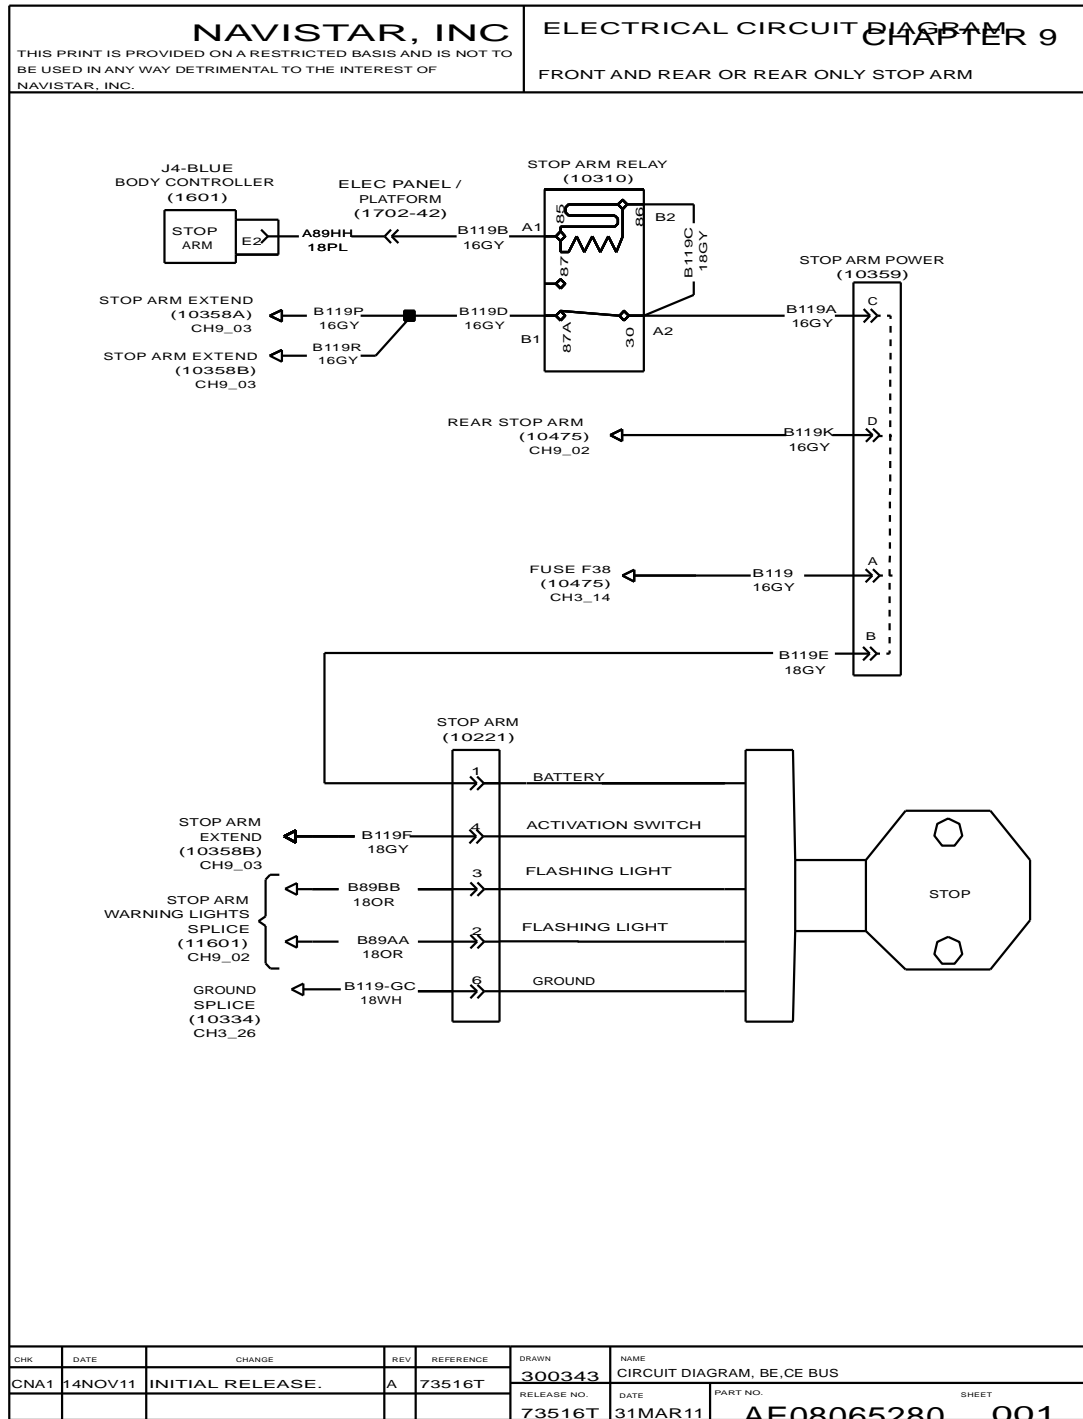 NAVISTAR, INC
THIS PRINT IS PROVIDED ON A RESTRICTED BASIS AND IS NOT TO
BE USED IN ANY WAY DETRIMENTAL TO THE INTEREST OF
NAVISTAR, INC.
ELECTRICAL CIRCUIT DIAGRAM
CHAPTER 9
FRONT AND REAR OR REAR ONLY STOP ARM
J4-BLUE
BODY CONTROLLER
(1601)
STOP
ARM
E2
A89HH
18PL
ELEC PANEL /
PLATFORM
(1702-42)
B119B
16GY
STOP ARM RELAY
(10310)
A1
85
86
B2
87
B119C
18GY
87A
30
B1
A2
STOP ARM EXTEND
(10358A)
CH9_03
B119P
16GY
B119D
16GY
STOP ARM EXTEND
(10358B)
CH9_03
B119R
16GY
STOP ARM POWER
(10359)
B119A
16GY
C
REAR STOP ARM
(10475)
CH9_02
B119K
16GY
D
FUSE F38
(10475)
CH3_14
B119
16GY
A
B119E
18GY
B
STOP ARM
(10221)
1
BATTERY
STOP ARM
EXTEND
(10358B)
CH9_03
B119F
18GY
4
ACTIVATION SWITCH
STOP ARM
WARNING LIGHTS
SPLICE
(11601)
CH9_02
B89BB
18OR
3
FLASHING LIGHT
B89AA
18OR
2
FLASHING LIGHT
GROUND
SPLICE
(10334)
CH3_26
B119-GC
18WH
6
GROUND
STOP
CHK DATE CHANGE REV REFERENCE
CNA1 14NOV11 INITIAL RELEASE. A 73516T
DRAWN
300343
NAME
CIRCUIT DIAGRAM, BE,CE BUS
RELEASE NO.
73516T
DATE
31MAR11
PART NO.
AE08065280
SHEET
001